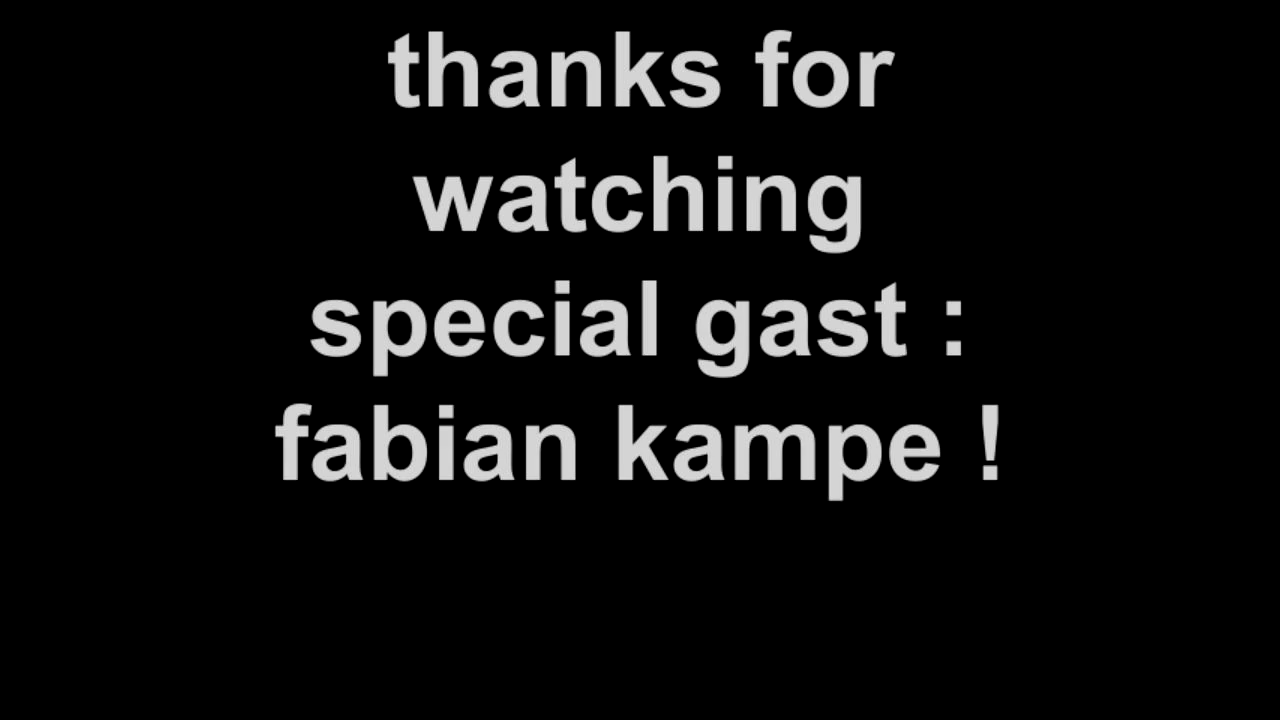 thanks for
watching
special gast :
fabian kampe !